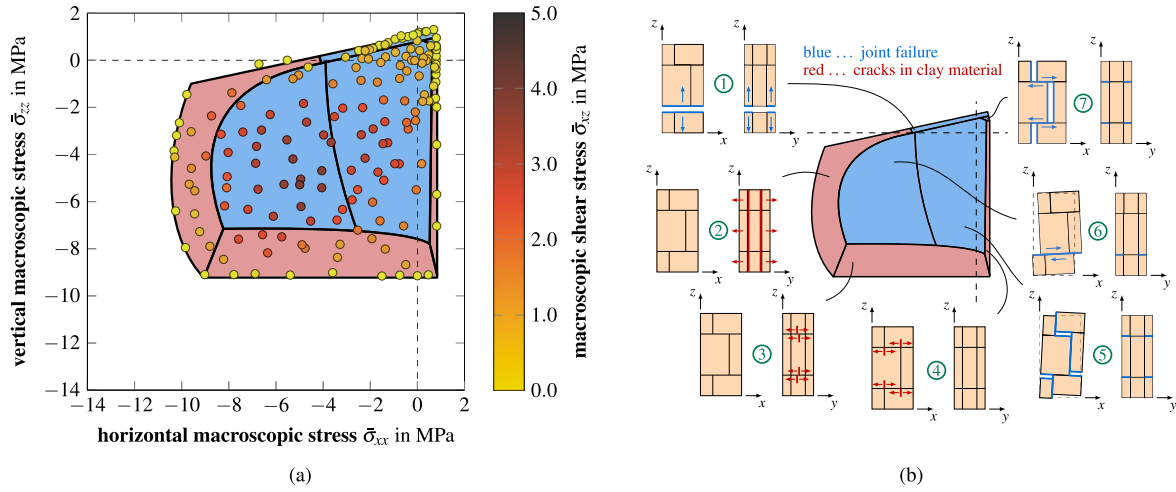 2
0
−2
−4
−6
−8
−10
−12
−14
−14
−12
−10
−8
−6
−4
−2
0
2
vertical macroscopic stress σ̄zz in MPa
horizontal macroscopic stress σ̄xx in MPa
5.0
4.0
3.0
2.0
1.0
0.0
macroscopic shear stress σ̄xz in MPa
(a)
blue ... joint failure
red ... cracks in clay material
z
z
1
x
y
z
z
7
x
y
z
z
2
x
y
z
z
6
x
y
z
z
3
x
y
z
z
4
x
y
z
z
5
x
y
(b)